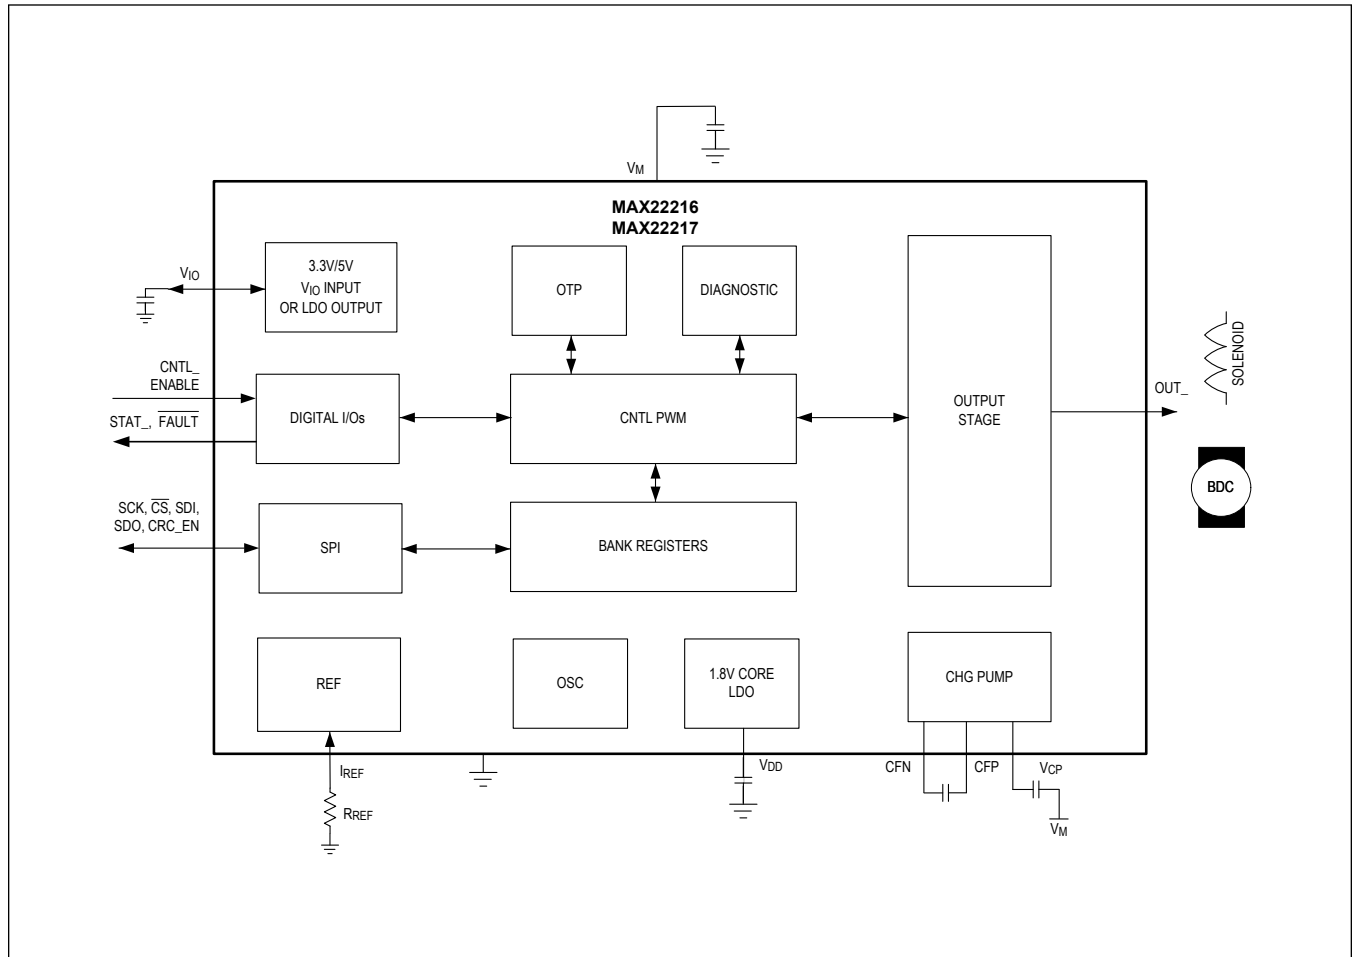 VM
MAX22216
MAX22217
3.3V/5V
VIO INPUT
OR LDO OUTPUT
VIO
OTP
DIAGNOSTIC
CNTL_
ENABLE
STAT_, FAULT
DIGITAL I/Os
CNTL PWM
OUTPUT
STAGE
OUT_
SOLENOID
BDC
SCK, CS, SDI,
SDO, CRC_EN
SPI
BANK REGISTERS
REF
OSC
1.8V CORE
LDO
CHG PUMP
IREF
RREF
VDD
CFN
CFP
VCP
VM